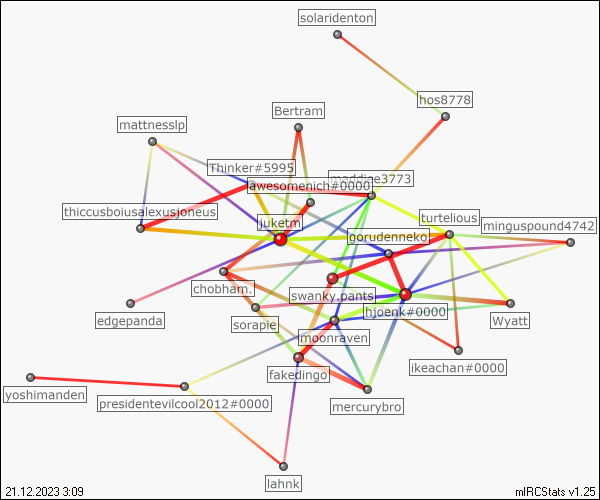 solaridenton
hos8778
Bertram
mattnesslp
Thinker#5995
maddine3773
awesomenich#0000
thiccusboiusalexusjoneus
juketm
turtelious
minguspound4742
goudenneko
chobham.
swanky.pants
edgepanda
sorapie
hjoenk#0000
Wyatt
moonraven
ikeachan#0000
fakedingo
yoshimanden
presidentevilcool2012#0000
mercurybro
lahnk
21.12.2023 3:09
mIRCStats v1.25